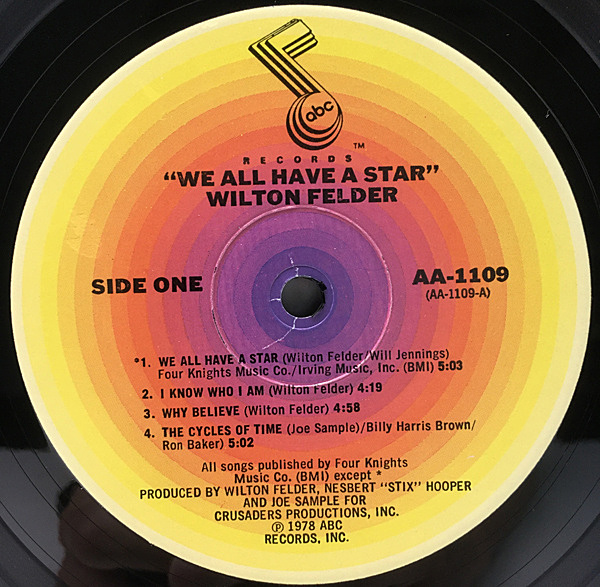 abc
TM
RECORDS
"WE ALL HAVE A STAR"
WILTON FELDER
SIDE ONE
AA-1109
(AA-1109-A)
*1. WE ALL HAVE A STAR (Wilton Felder/Will Jennings)
Four Knights Music Co./Irving Music, Inc. (BMI) 5:03
2. I KNOW WHO I AM (Wilton Felder) 4:19
3. WHY BELIEVE (Wilton Felder) 4:58
4. THE CYCLES OF TIME (Joe Sample)/Billy Harris Brown/
Ron Baker) 5:02
All songs published by Four Knights
Music Co. (BMI) except *
PRODUCED BY WILTON FELDER, NESBERT "STIX" HOOPER
AND JOE SAMPLE FOR
CRUSADERS PRODUCTIONS, INC.
℗ 1978 ABC
RECORDS, INC.